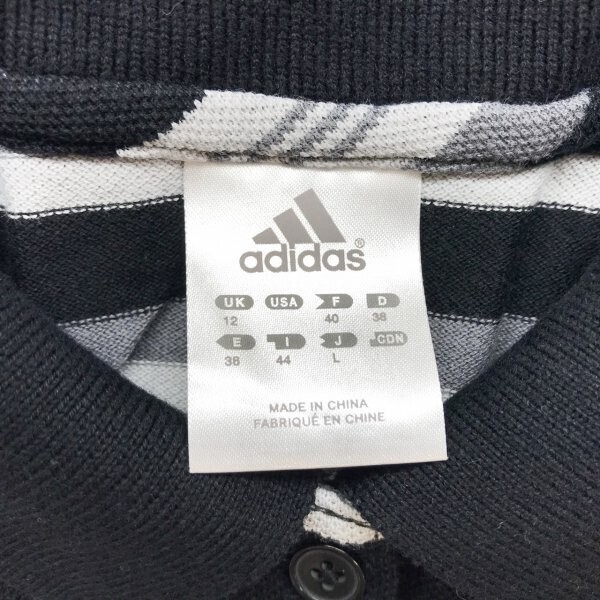 adidas®
UK USA F D
12 40 38
E I J CDN
38 44 L
MADE IN CHINA
FABRIQUÉ EN CHINE